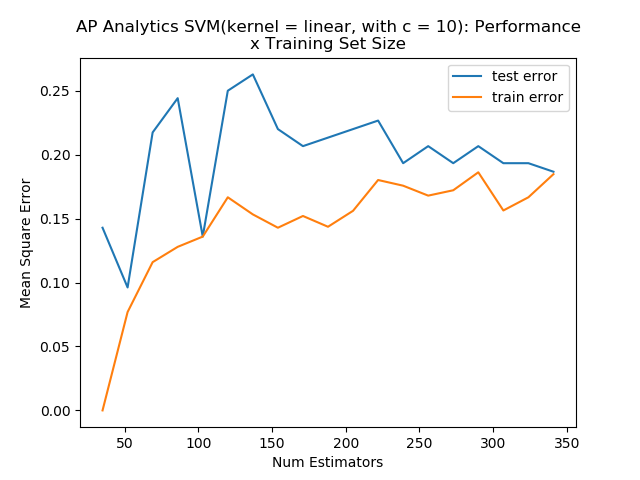 AP Analytics SVM(kernel = linear, with c = 10): Performance
x Training Set Size
test error
train error
Mean Square Error
0.25
0.20
0.15
0.10
0.05
0.00
50
100
150
200
250
300
350
Num Estimators